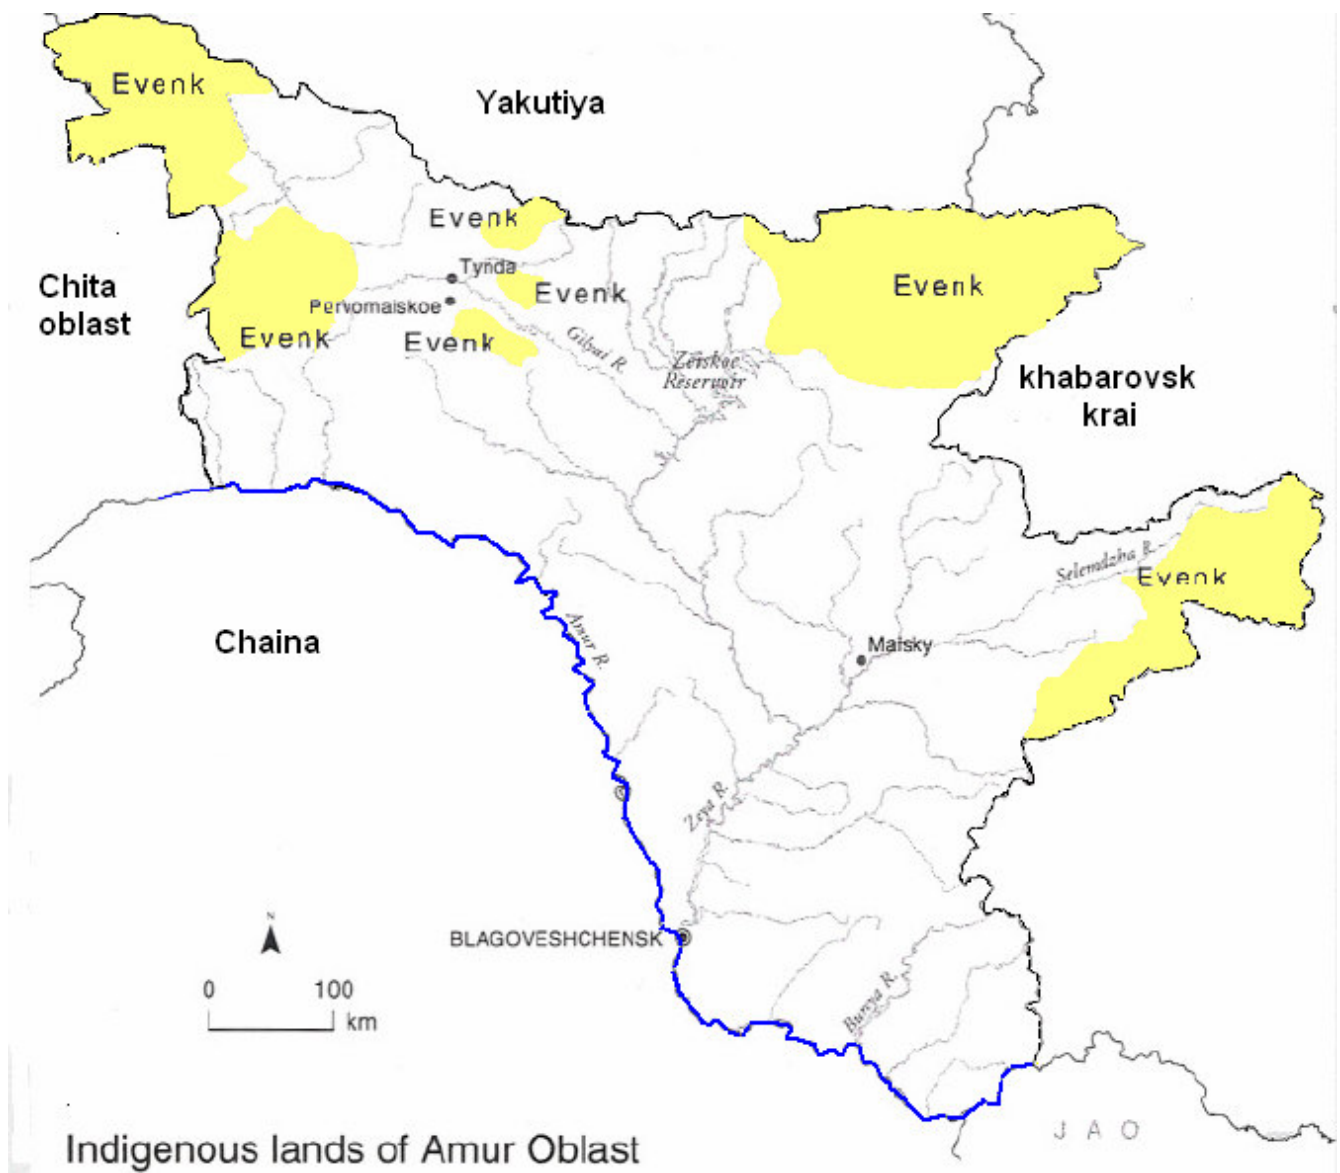 Evenk
Yakutiya
Evenk
Tynda
Chita
oblast
Evenk
Evenk
Pervomaiskoe
Evenk
Evenk
Gilyui R.
Zeiskoe
Reservoir
khabarovsk
krai
Selemdzha R.
Evenk
Chaina
Amur R.
Maisky
Zeya R.
N
BLAGOVESHCHENSK
Bureya R.
0 100
km
JAO
Indigenous lands of Amur Oblast